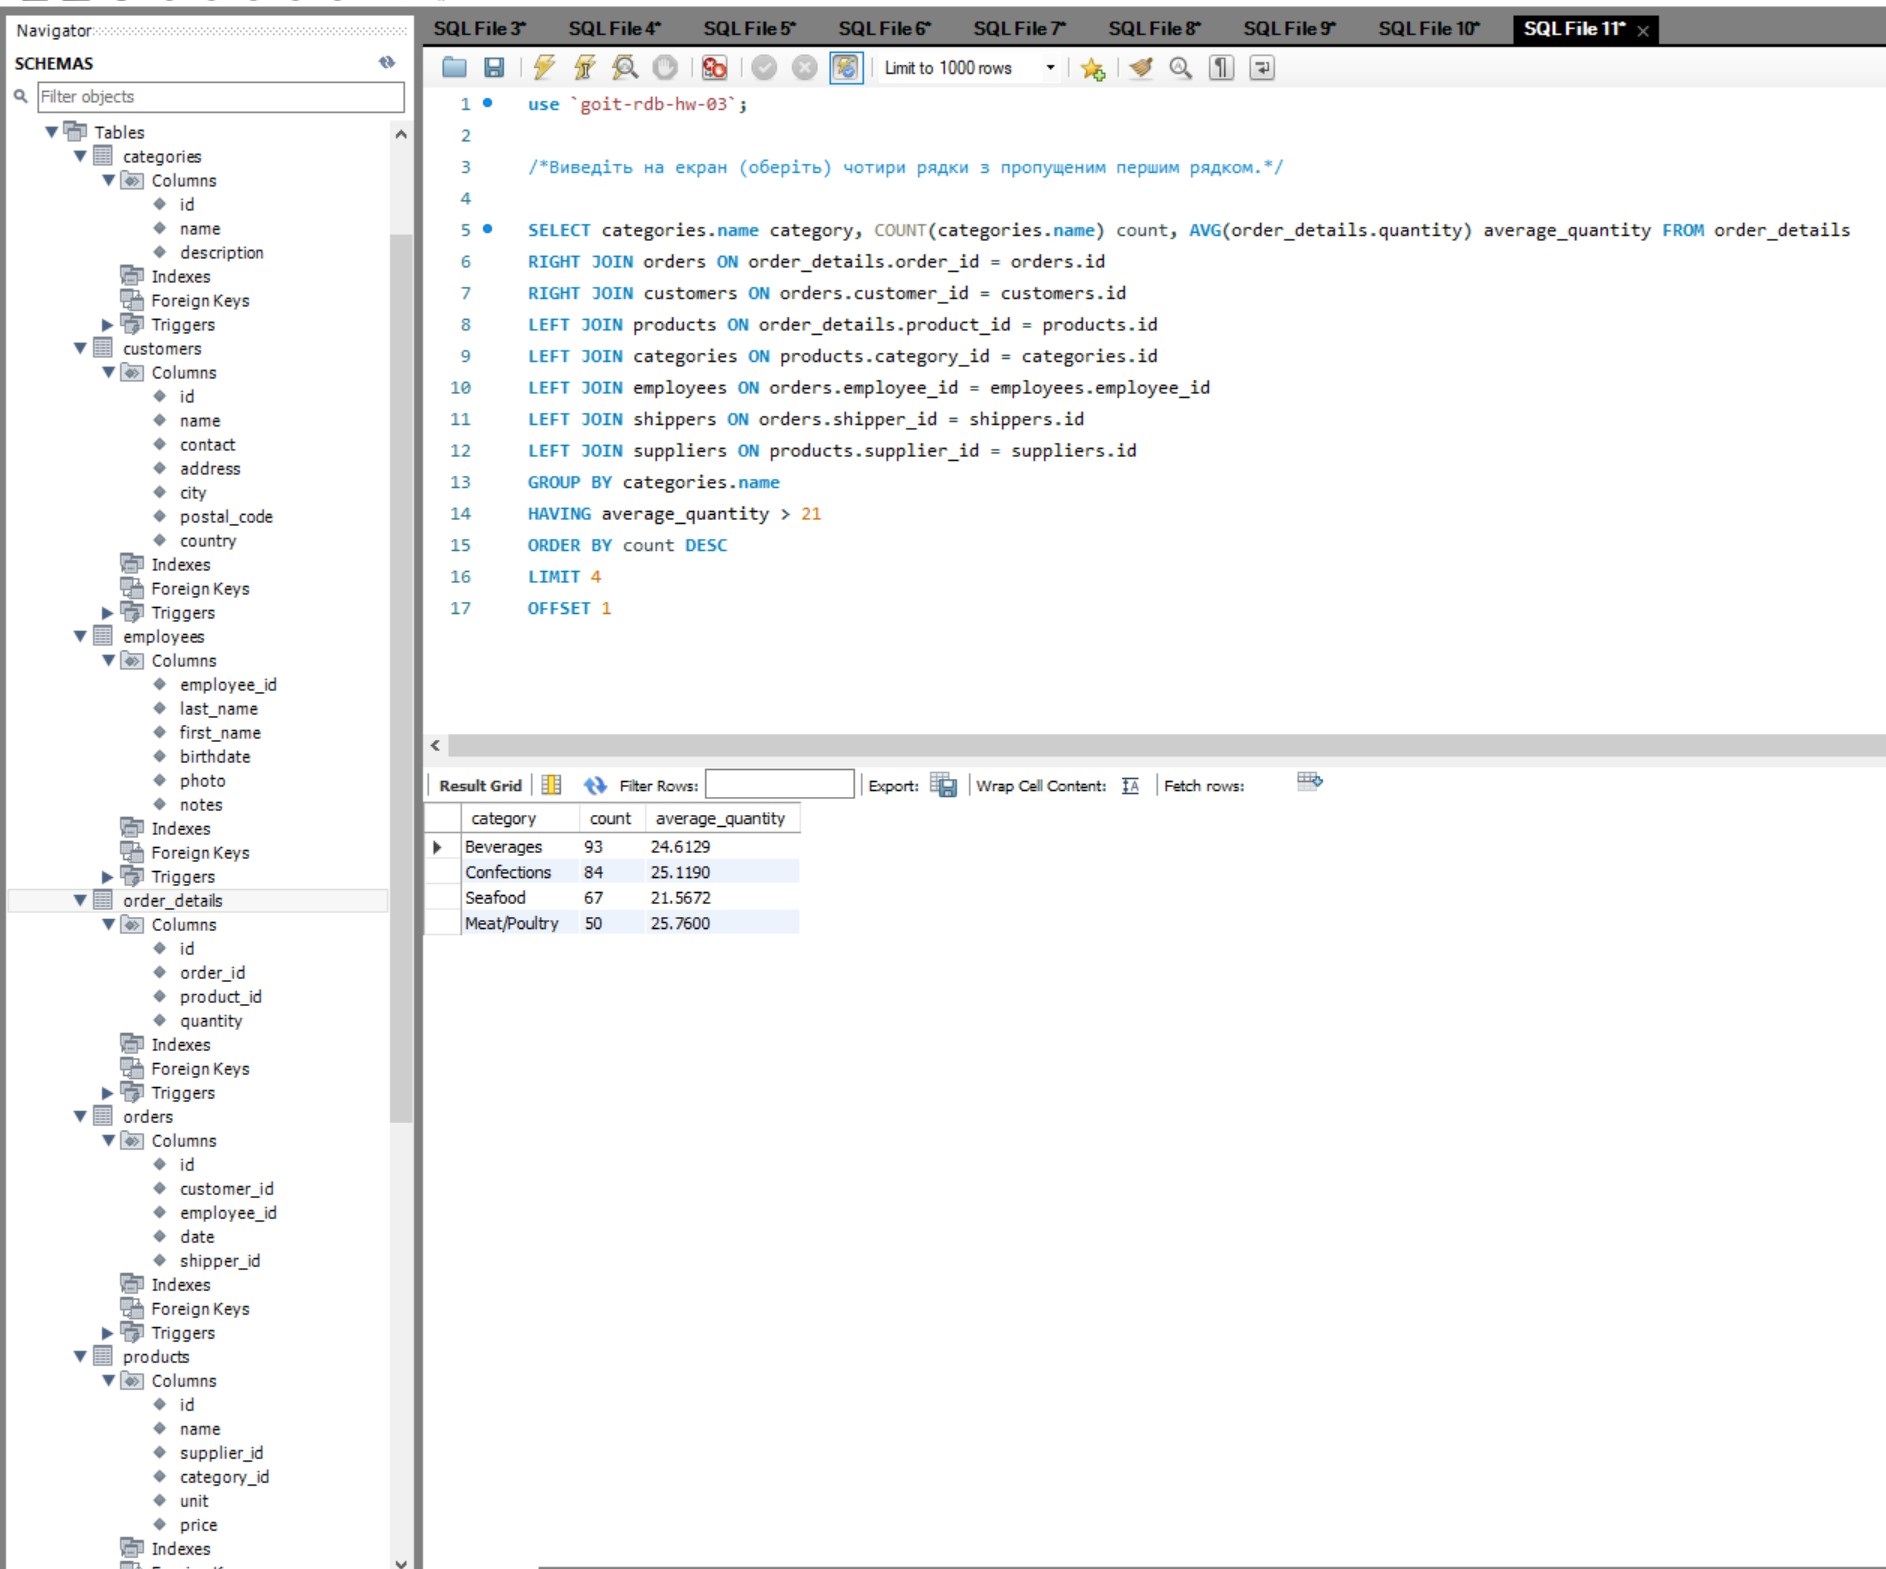 Navigator
SCHEMAS
Filter objects
Tables
categories
Columns
id
name
description
Indexes
Foreign Keys
Triggers
customers
Columns
id
name
contact
address
city
postal_code
country
Indexes
Foreign Keys
Triggers
employees
Columns
employee_id
last_name
first_name
birthdate
photo
notes
Indexes
Foreign Keys
Triggers
order_details
Columns
id
order_id
product_id
quantity
Indexes
Foreign Keys
Triggers
orders
Columns
id
customer_id
employee_id
date
shipper_id
Indexes
Foreign Keys
Triggers
products
Columns
id
name
supplier_id
category_id
unit
price
Indexes
SQL File 3* SQL File 4* SQL File 5* SQL File 6* SQL File 7* SQL File 8* SQL File 9* SQL File 10* SQL File 11*
Limit to 1000 rows
1 use `goit-rdb-hw-03`;
2
3 /*Виведіть на екран (оберіть) чотири рядки з пропущеним першим рядком.*/
4
5 SELECT categories.name category, COUNT(categories.name) count, AVG(order_details.quantity) average_quantity FROM order_details
6 RIGHT JOIN orders ON order_details.order_id = orders.id
7 RIGHT JOIN customers ON orders.customer_id = customers.id
8 LEFT JOIN products ON order_details.product_id = products.id
9 LEFT JOIN categories ON products.category_id = categories.id
10 LEFT JOIN employees ON orders.employee_id = employees.employee_id
11 LEFT JOIN shippers ON orders.shipper_id = shippers.id
12 LEFT JOIN suppliers ON products.supplier_id = suppliers.id
13 GROUP BY categories.name
14 HAVING average_quantity > 21
15 ORDER BY count DESC
16 LIMIT 4
17 OFFSET 1
Result Grid Filter Rows: Export: Wrap Cell Content: Fetch rows:
category count average_quantity
Beverages 93 24.6129
Confections 84 25.1190
Seafood 67 21.5672
Meat/Poultry 50 25.7600